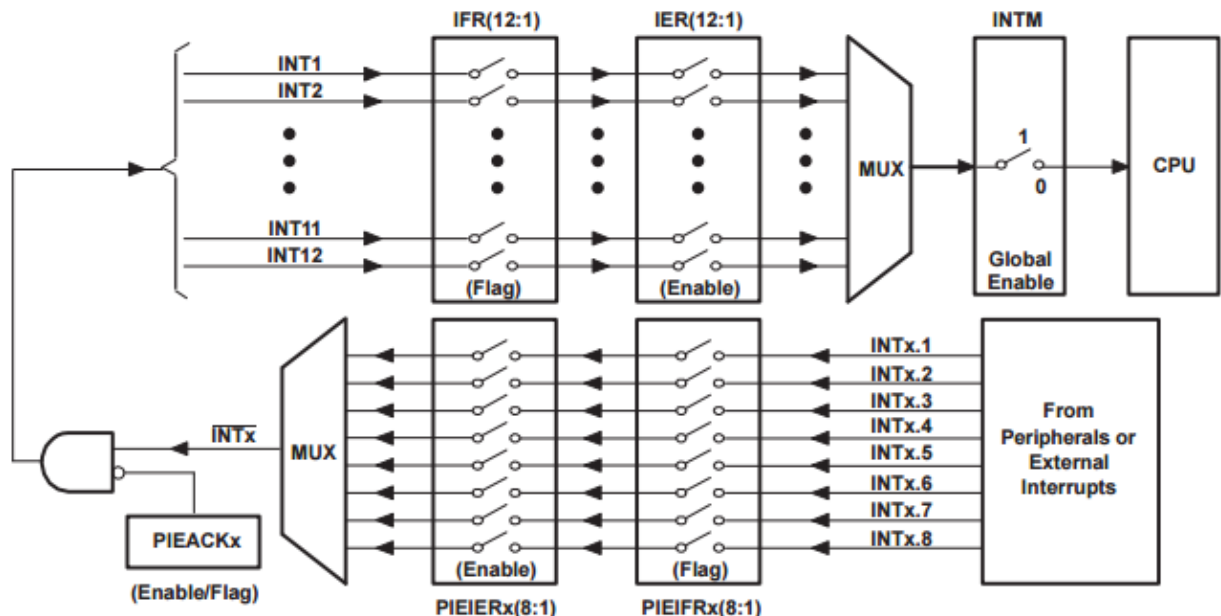 IFR(12:1)
IER(12:1)
INTM
INT1
INT2
1
MUX
CPU
0
INT11
INT12
(Flag)
(Enable)
Global
Enable
INTx.1
INTx.2
INTx.3
INTx.4
INTx.5
INTx.6
INTx.7
INTx.8
From
Peripherals or
External
Interrupts
INTx
MUX
PIEACKx
(Enable/Flag)
(Enable)
(Flag)
PIEIERx(8:1)
PIEIFRx(8:1)